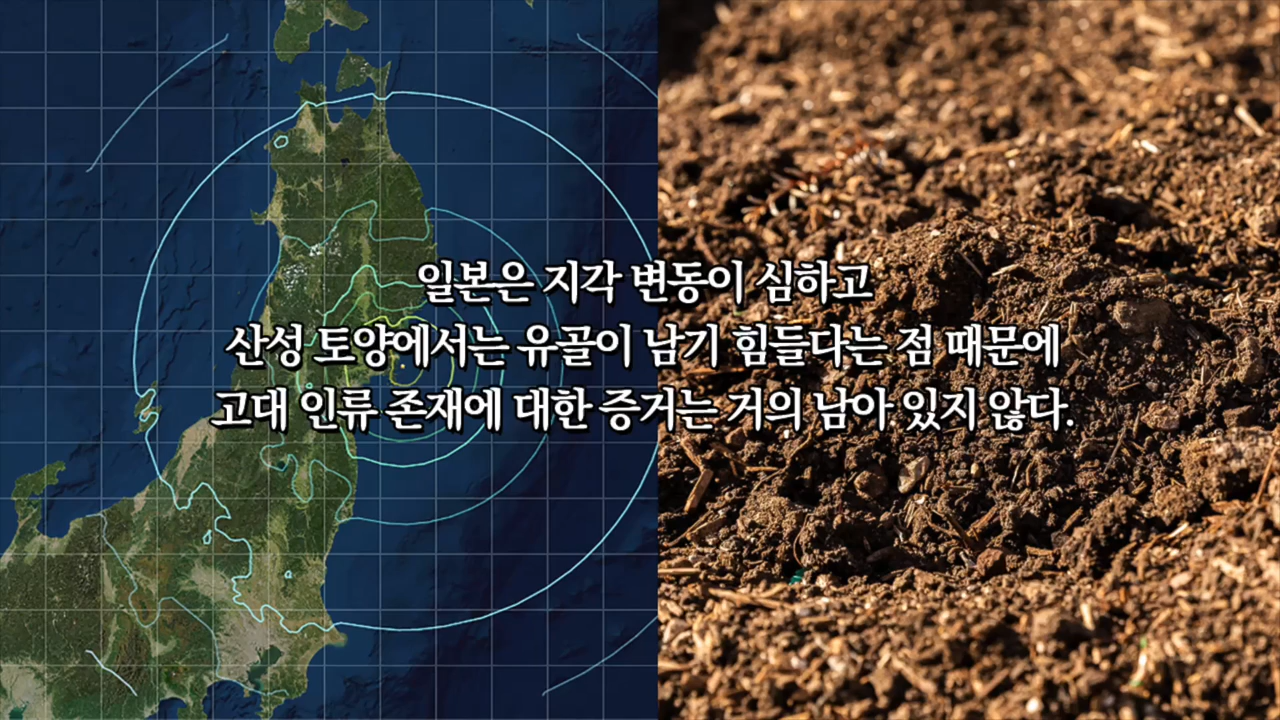 일본은 지각 변동이 심하고
산성 토양에서는 유골이 남기 힘들다는 점 때문에
고대 인류 존재에 대한 증거는 거의 남아 있지 않다.